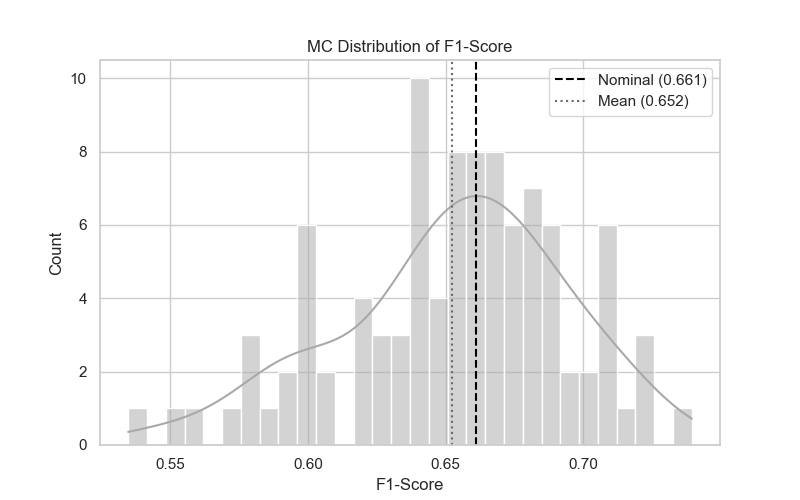 MC Distribution of F1-Score
Nominal (0.661)
Mean (0.652)
10
8
6
4
2
0
Count
0.55 0.60 0.65 0.70
F1-Score